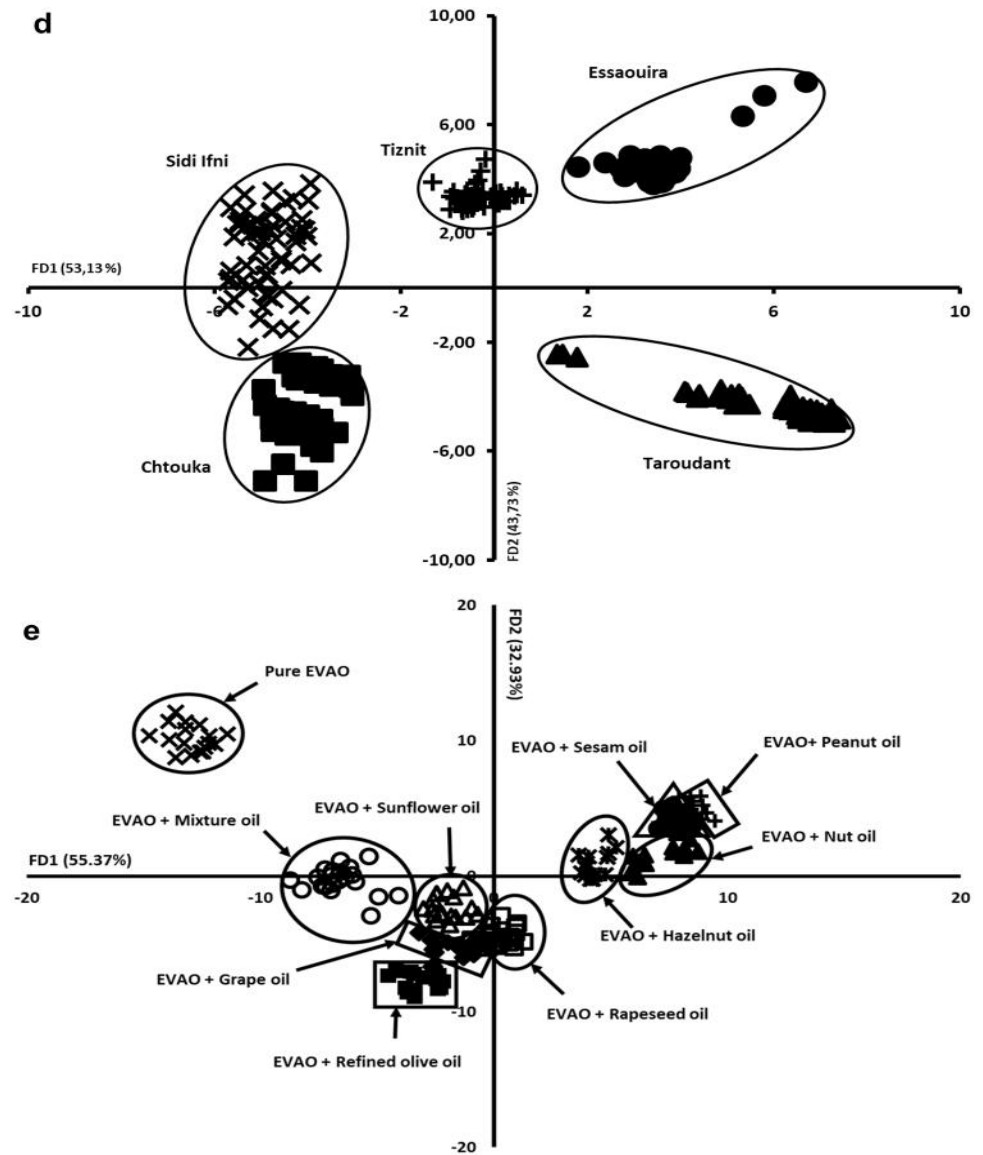 d
10,00
Essaouira
6,00
Tiznit
Sidi Ifni
2,00
FD1 (53,13%)
-10
-6
-2
2
6
10
-2,00
-6,00
Chtouka
Taroudant
FD2 (43,73%)
-10,00
e
20
FD2 (32.93%)
Pure EVAO
10
EVAO + Sesam oil
EVAO+ Peanut oil
EVAO + Mixture oil
EVAO + Sunflower oil
EVAO + Nut oil
FD1 (55.37%)
0
-20
-10
0
10
20
EVAO + Hazelnut oil
EVAO + Grape oil
-10
EVAO + Rapeseed oil
EVAO + Refined olive oil
-20